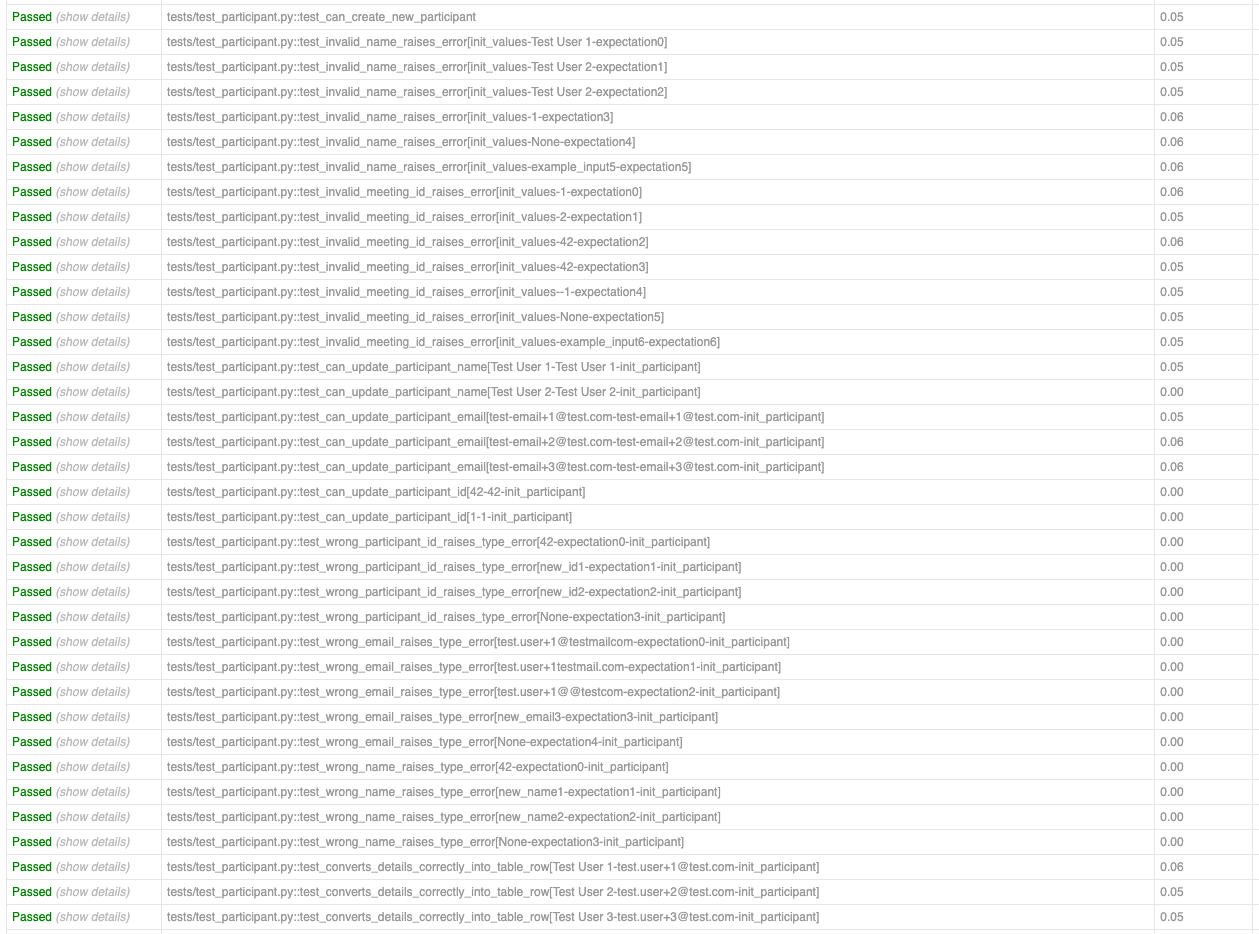 Passed (show details) tests/test_participant.py::test_can_create_new_participant 0.05
Passed (show details) tests/test_participant.py::test_invalid_name_raises_error[init_values-Test User 1-expectation0] 0.05
Passed (show details) tests/test_participant.py::test_invalid_name_raises_error[init_values-Test User 2-expectation1] 0.05
Passed (show details) tests/test_participant.py::test_invalid_name_raises_error[init_values-Test User 2-expectation2] 0.05
Passed (show details) tests/test_participant.py::test_invalid_name_raises_error[init_values-1-expectation3] 0.06
Passed (show details) tests/test_participant.py::test_invalid_name_raises_error[init_values-None-expectation4] 0.06
Passed (show details) tests/test_participant.py::test_invalid_name_raises_error[init_values-example_input5-expectation5] 0.06
Passed (show details) tests/test_participant.py::test_invalid_meeting_id_raises_error[init_values-1-expectation0] 0.06
Passed (show details) tests/test_participant.py::test_invalid_meeting_id_raises_error[init_values-2-expectation1] 0.05
Passed (show details) tests/test_participant.py::test_invalid_meeting_id_raises_error[init_values-42-expectation2] 0.06
Passed (show details) tests/test_participant.py::test_invalid_meeting_id_raises_error[init_values-42-expectation3] 0.05
Passed (show details) tests/test_participant.py::test_invalid_meeting_id_raises_error[init_values--1-expectation4] 0.05
Passed (show details) tests/test_participant.py::test_invalid_meeting_id_raises_error[init_values-None-expectation5] 0.05
Passed (show details) tests/test_participant.py::test_invalid_meeting_id_raises_error[init_values-example_input6-expectation6] 0.05
Passed (show details) tests/test_participant.py::test_can_update_participant_name[Test User 1-Test User 1-init_participant] 0.05
Passed (show details) tests/test_participant.py::test_can_update_participant_name[Test User 2-Test User 2-init_participant] 0.00
Passed (show details) tests/test_participant.py::test_can_update_participant_email[test-email+1@test.com-test-email+1@test.com-init_participant] 0.05
Passed (show details) tests/test_participant.py::test_can_update_participant_email[test-email+2@test.com-test-email+2@test.com-init_participant] 0.06
Passed (show details) tests/test_participant.py::test_can_update_participant_email[test-email+3@test.com-test-email+3@test.com-init_participant] 0.06
Passed (show details) tests/test_participant.py::test_can_update_participant_id[42-42-init_participant] 0.00
Passed (show details) tests/test_participant.py::test_can_update_participant_id[1-1-init_participant] 0.00
Passed (show details) tests/test_participant.py::test_wrong_participant_id_raises_type_error[42-expectation0-init_participant] 0.00
Passed (show details) tests/test_participant.py::test_wrong_participant_id_raises_type_error[new_id1-expectation1-init_participant] 0.00
Passed (show details) tests/test_participant.py::test_wrong_participant_id_raises_type_error[new_id2-expectation2-init_participant] 0.00
Passed (show details) tests/test_participant.py::test_wrong_participant_id_raises_type_error[None-expectation3-init_participant] 0.00
Passed (show details) tests/test_participant.py::test_wrong_email_raises_type_error[test.user+1@testmailcom-expectation0-init_participant] 0.00
Passed (show details) tests/test_participant.py::test_wrong_email_raises_type_error[test.user+1testmail.com-expectation1-init_participant] 0.00
Passed (show details) tests/test_participant.py::test_wrong_email_raises_type_error[test.user+1@@testcom-expectation2-init_participant] 0.00
Passed (show details) tests/test_participant.py::test_wrong_email_raises_type_error[new_email3-expectation3-init_participant] 0.00
Passed (show details) tests/test_participant.py::test_wrong_email_raises_type_error[None-expectation4-init_participant] 0.00
Passed (show details) tests/test_participant.py::test_wrong_name_raises_type_error[42-expectation0-init_participant] 0.00
Passed (show details) tests/test_participant.py::test_wrong_name_raises_type_error[new_name1-expectation1-init_participant] 0.00
Passed (show details) tests/test_participant.py::test_wrong_name_raises_type_error[new_name2-expectation2-init_participant] 0.00
Passed (show details) tests/test_participant.py::test_wrong_name_raises_type_error[None-expectation3-init_participant] 0.00
Passed (show details) tests/test_participant.py::test_converts_details_correctly_into_table_row[Test User 1-test.user+1@test.com-init_participant] 0.06
Passed (show details) tests/test_participant.py::test_converts_details_correctly_into_table_row[Test User 2-test.user+2@test.com-init_participant] 0.05
Passed (show details) tests/test_participant.py::test_converts_details_correctly_into_table_row[Test User 3-test.user+3@test.com-init_participant] 0.05